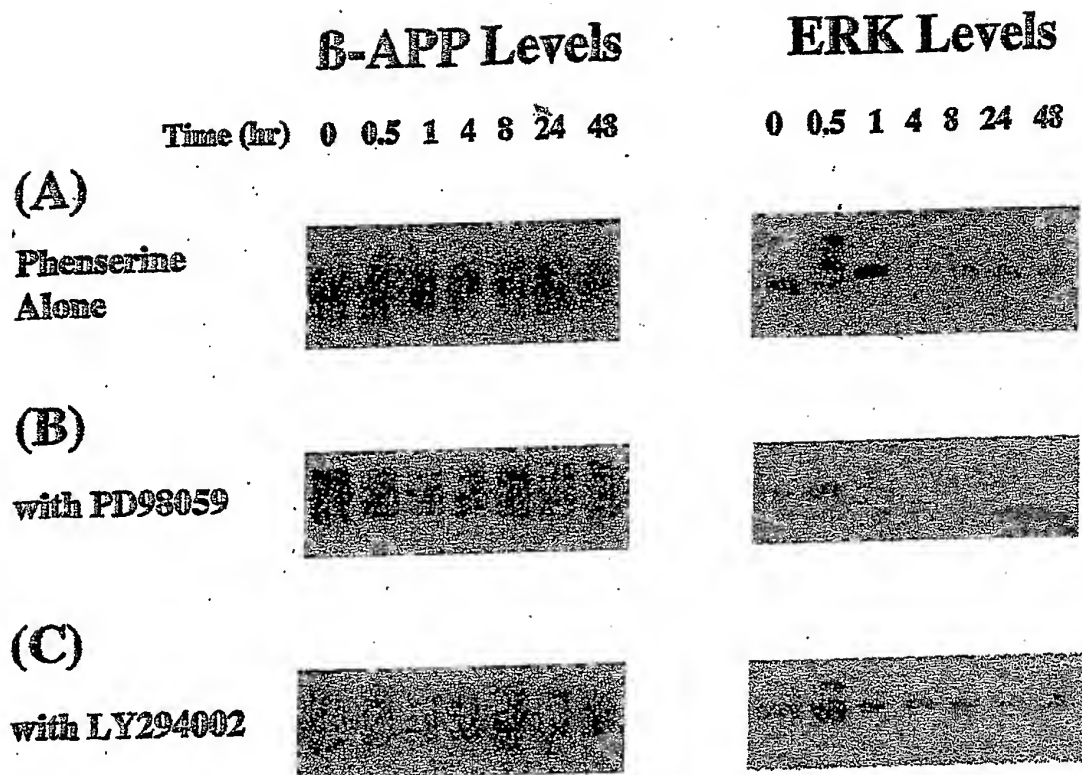 ß-APP Levels
ERK Levels
Time (hr) 0 0.5 1 4 8 24 48
0 0.5 1 4 8 24 48
(A)
Phenserine
Alone
(B)
with PD98059
(C)
with LY294002